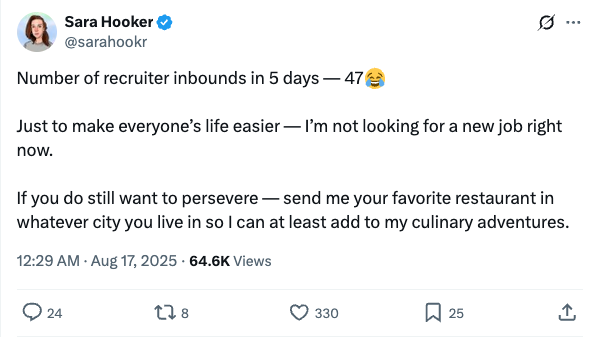 Sara Hooker
@sarahookr
Number of recruiter inbounds in 5 days — 47😂
Just to make everyone’s life easier — I’m not looking for a new job right
now.
If you do still want to persevere — send me your favorite restaurant in
whatever city you live in so I can at least add to my culinary adventures.
12:29 AM · Aug 17, 2025 · 64.6K Views
24 8 330 25